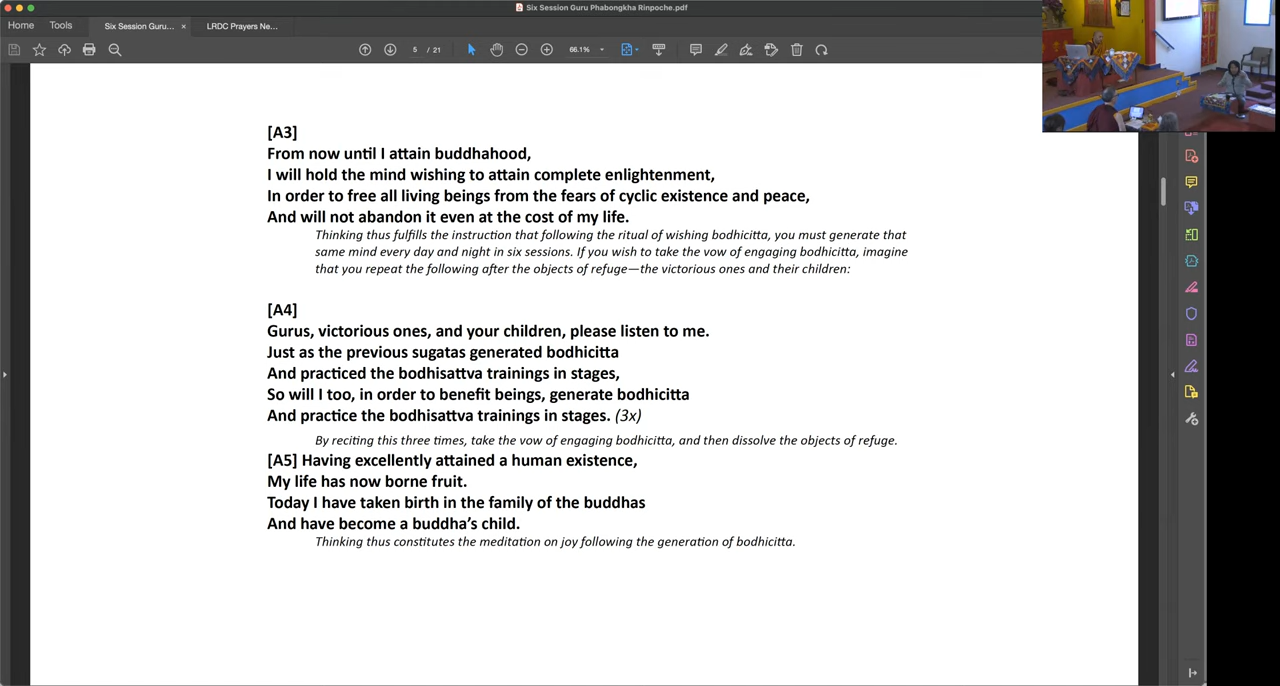 Six Session Guru Phabongkha Rinpoche.pdf
Home Tools Six Session Guru... × LRDC Prayers Ne...
5 / 21 66.1%
[A3]
From now until I attain buddhahood,
I will hold the mind wishing to attain complete enlightenment,
In order to free all living beings from the fears of cyclic existence and peace,
And will not abandon it even at the cost of my life.
Thinking thus fulfills the instruction that following the ritual of wishing bodhicitta, you must generate that
same mind every day and night in six sessions. If you wish to take the vow of engaging bodhicitta, imagine
that you repeat the following after the objects of refuge—the victorious ones and their children:
[A4]
Gurus, victorious ones, and your children, please listen to me.
Just as the previous sugatas generated bodhicitta
And practiced the bodhisattva trainings in stages,
So will I too, in order to benefit beings, generate bodhicitta
And practice the bodhisattva trainings in stages. (3x)
By reciting this three times, take the vow of engaging bodhicitta, and then dissolve the objects of refuge.
[A5] Having excellently attained a human existence,
My life has now borne fruit.
Today I have taken birth in the family of the buddhas
And have become a buddha’s child.
Thinking thus constitutes the meditation on joy following the generation of bodhicitta.